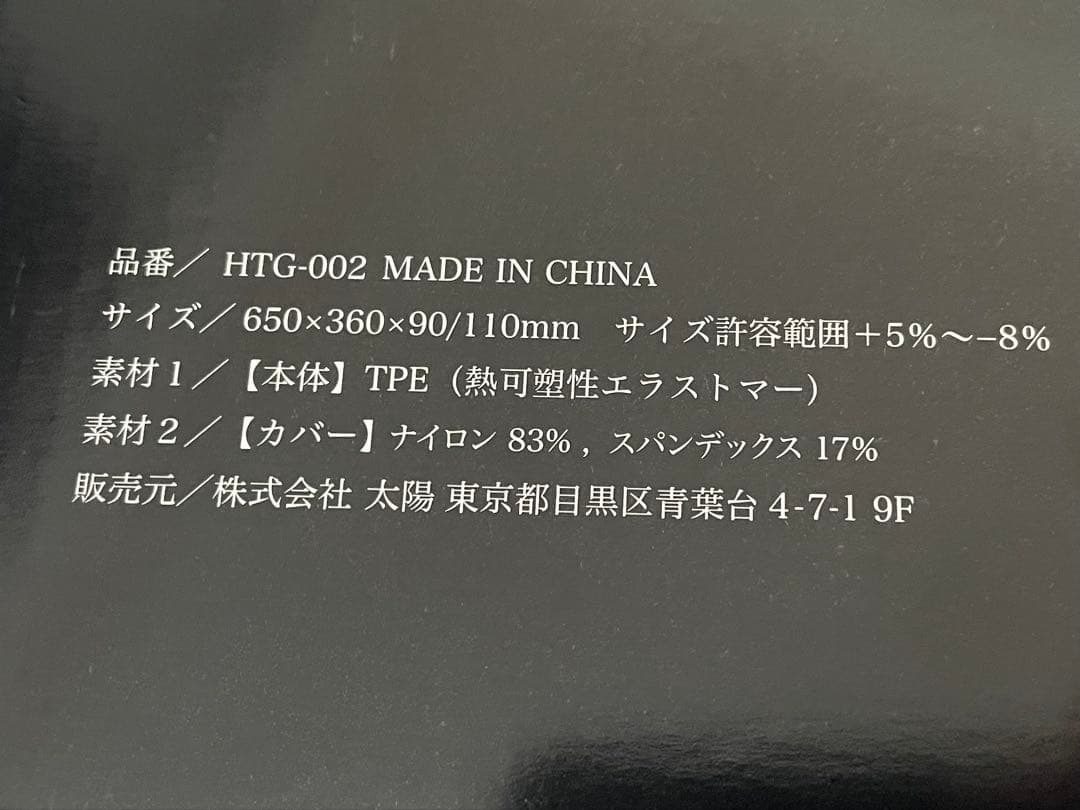 品番／ HTG-002 MADE IN CHINA
サイズ／650×360×90/110mm　サイズ許容範囲＋5%～−8%
素材１／【本体】TPE（熱可塑性エラストマー）
素材２／【カバー】ナイロン 83% , スパンデックス 17%
販売元／株式会社 太陽 東京都目黒区青葉台 4-7-1 9F